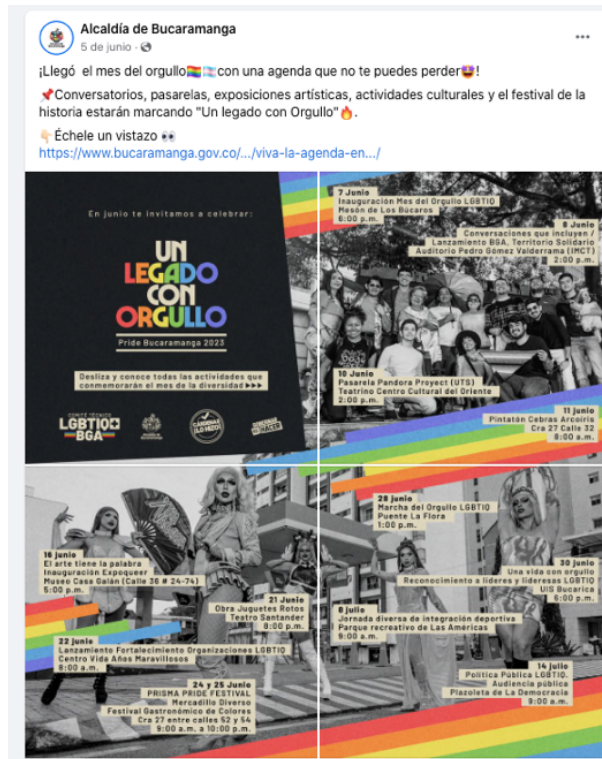 Alcaldía de Bucaramanga
5 de junio ·
¡Llegó el mes del orgullo🏳️‍🌈🏳️‍⚧️con una agenda que no te puedes perder🤩!
📌Conversatorios, pasarelas, exposiciones artísticas, actividades culturales y el festival de la
historia estarán marcando "Un legado con Orgullo"🔥.
👇🏻Échele un vistazo 👀
https://www.bucaramanga.gov.co/.../viva-la-agenda-en.../
En junio te invitamos a celebrar:
UN
LEGADO
CON
ORGULLO
Pride Bucaramanga 2023
Desliza y conoce todas las actividades que
conmemorarán el mes de la diversidad ►►►
COMITÉ TÉCNICO
LGBTIQ+
BGA
7 Junio
Inauguración Mes del Orgullo LGBTIQ
Mesón de Los Búcaros
6:00 p.m.
8 Junio
Conversaciones que incluyen /
Lanzamiento BGA, Territorio Solidario
Auditorio Pedro Gómez Valderrama (IMCT)
2:00 p.m.
10 Junio
Pasarela Pandora Proyect (UTS)
Teatrino Centro Cultural del Oriente
2:00 p.m.
11 junio
Pintatón Cebras Arcoíris
Cra 27 Calle 32
8:00 a.m.
16 junio
El arte tiene la palabra
Inauguración Expoqueer
Museo Casa Galán (Calle 36 # 24-74)
5:00 p.m.
21 Junio
Obra Juguetes Rotos
Teatro Santander
8:00 p.m.
22 junio
Lanzamiento Fortalecimiento Organizaciones LGBTIQ
Centro Vida Años Maravillosos
8:00 a.m.
24 y 25 Junio
PRISMA PRIDE FESTIVAL
Mercadillo Diverso
Festival Gastronómico de Colores
Cra 27 entre calles 52 y 54
9:00 a.m. a 10:00 p.m.
28 junio
Marcha del Orgullo LGBTIQ
Puente La Flora
1:00 p.m.
30 junio
Una vida con orgullo
Reconocimiento a líderes y lideresas LGBTIQ
UIS Bucarica
6:00 p.m.
8 julio
Jornada diversa de integración deportiva
Parque recreativo de Las Américas
9:00 a.m.
14 julio
Política Pública LGBTIQ.
Audiencia pública
Plazoleta de La Democracia
9:00 a.m.